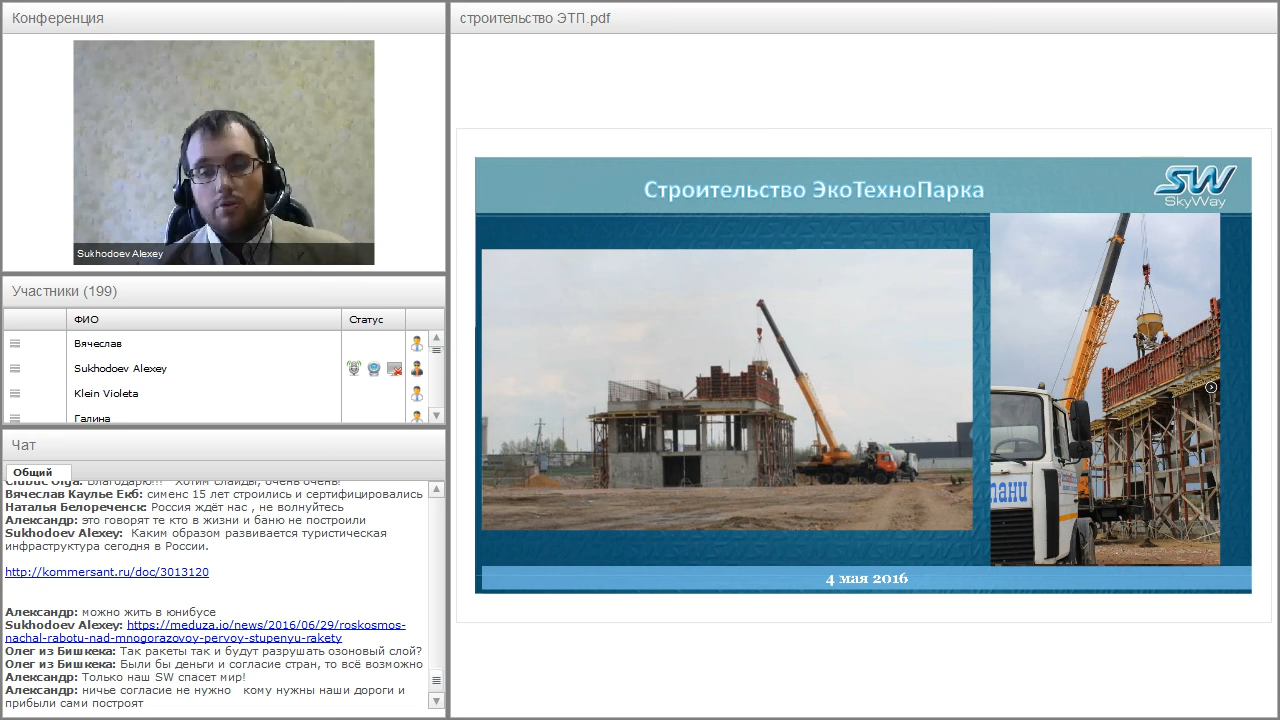 Конференция
Sukhodoev Alexey
Участники (199)
ФИО
Статус
Вячеслав
Sukhodoev Alexey
Klein Violeta
Галина
Чат
Общий
Благодарю!!! Хотим слайды, очень очень!
Вячеслав Каулье Екб: симменс 15 лет строились и сертифицировались
Наталья Белореченск: Россия ждёт нас , не волнуйтесь
Александр: это говорят те кто в жизни и баню не построили
Sukhodoev Alexey: Каким образом развивается туристическая
инфраструктура сегодня в России.
http://kommersant.ru/doc/3013120
Александр: можно жить в юнибусе
Sukhodoev Alexey: https://meduza.io/news/2016/06/29/roskosmos-
nachal-rabotu-nad-mnogorazovoy-pervoy-stupenyu-rakety
Олег из Бишкека: Так ракеты так и будут разрушать озоновый слой?
Олег из Бишкека: Были бы деньги и согласие стран, то всё возможно
Александр: Только наш SW спасет мир!
Александр: ничье согласие не нужно кому нужны наши дороги и
прибыли сами построят
строительство ЭТП.pdf
Строительство ЭкоТехноПарка
SW
SkyWay
4 мая 2016